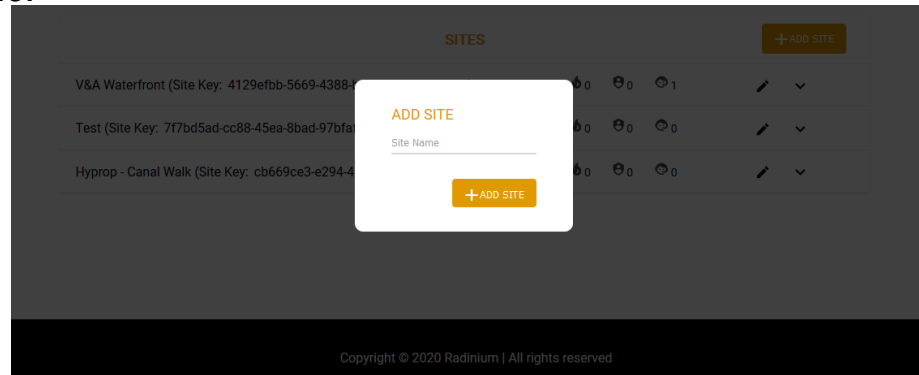 SITES
ADD SITE
V&A Waterfront (Site Key: 4129efbb-5669-4388-
0
0
1
ADD SITE
Test (Site Key: 7f7bd5ad-cc88-45ea-8bad-97bfa
0
0
0
Site Name
Hyprop - Canal Walk (Site Key: cb669ce3-e294-4
0
0
0
ADD SITE
Copyright © 2020 Radinium | All rights reserved